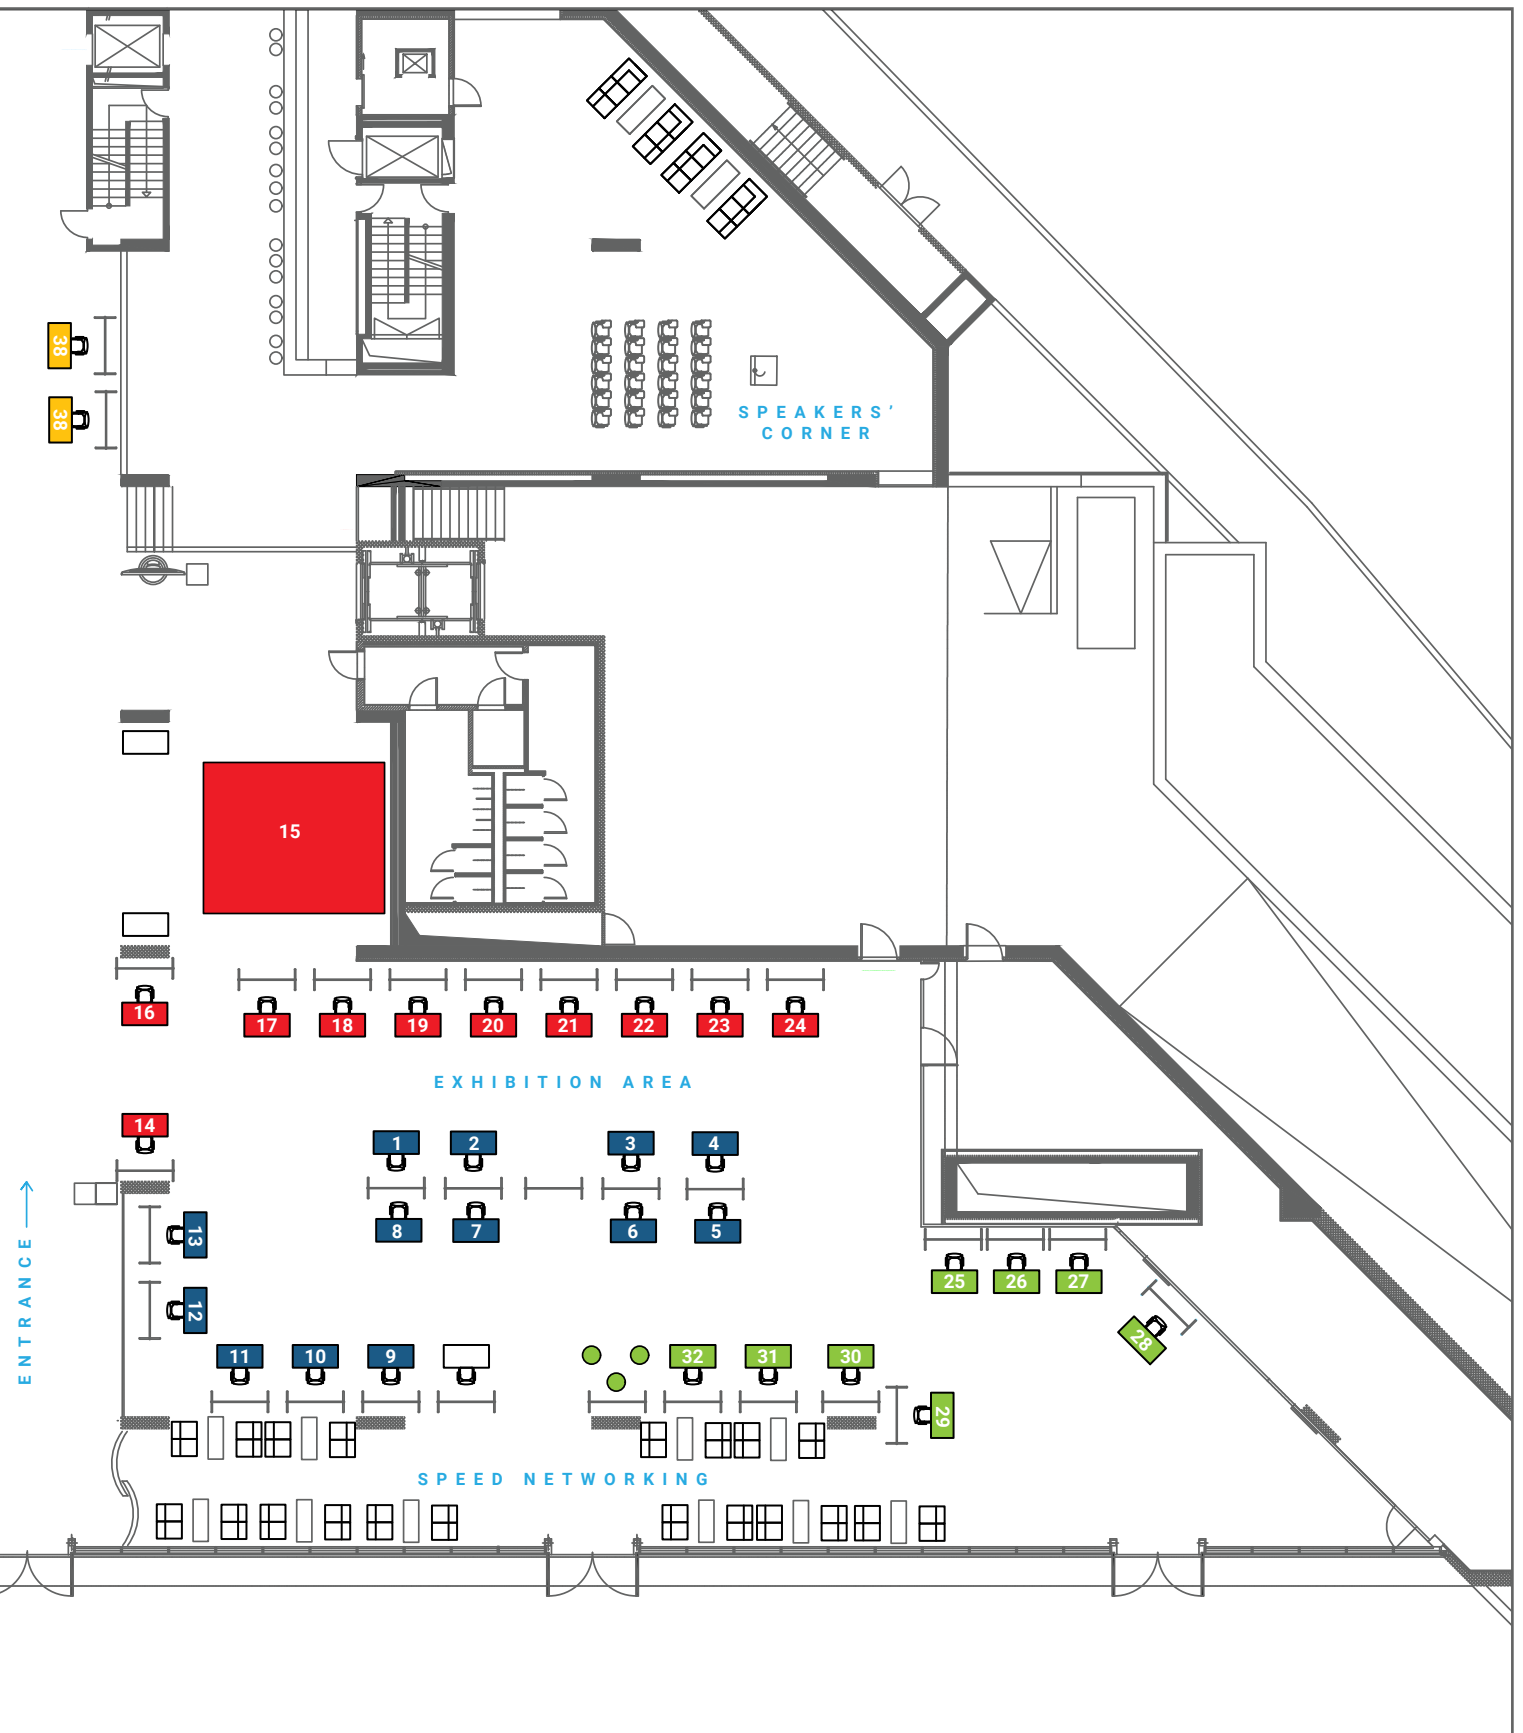 38
38
SPEAKERS’
CORNER
15
16
17 18 19 20 21 22 23 24
EXHIBITION AREA
14
1 2 3 4
8 7 6 5
13
12
ENTRANCE
25 26 27
28
11 10 9 32 31 30
29
SPEED NETWORKING